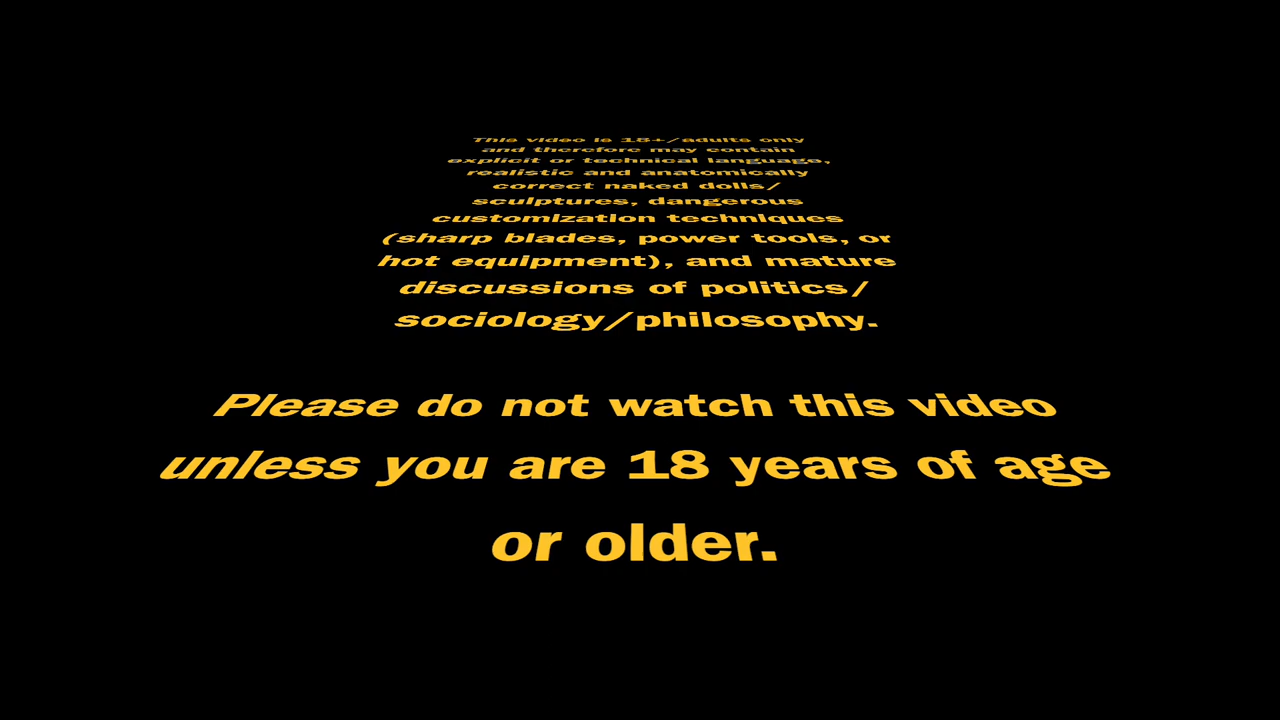 This video is 18+/adults only
and therefore may contain
explicit or technical language,
realistic and anatomically
correct naked dolls/
sculptures, dangerous
customization techniques
(sharp blades, power tools, or
hot equipment), and mature
discussions of politics/
sociology/philosophy.
Please do not watch this video
unless you are 18 years of age
or older.